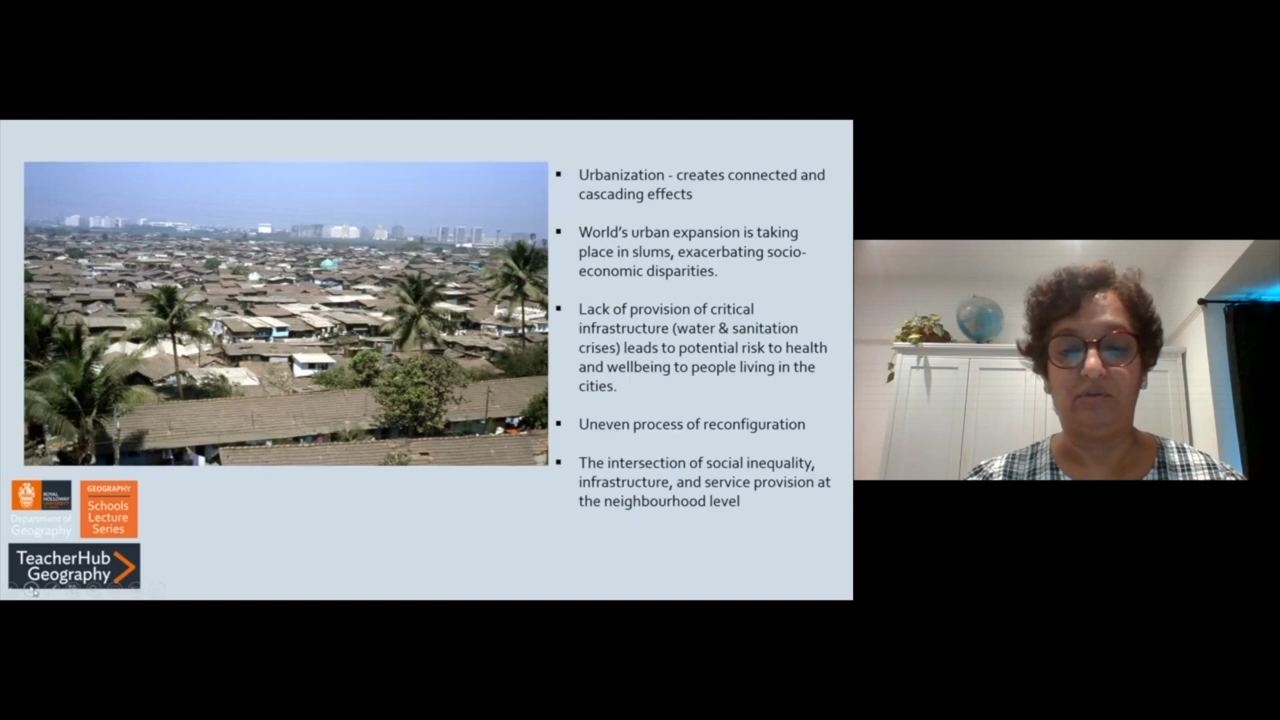 Urbanization - creates connected and
cascading effects
World's urban expansion is taking
place in slums, exacerbating socio-
economic disparities.
Lack of provision of critical
infrastructure (water & sanitation
crises) leads to potential risk to health
and wellbeing to people living in the
cities.
Uneven process of reconfiguration
The intersection of social inequality,
infrastructure, and service provision at
the neighbourhood level
ROYAL
HOLLOWAY
Department of
Geography
GEOGRAPHY
Schools
Lecture
Series
TeacherHub
Geography